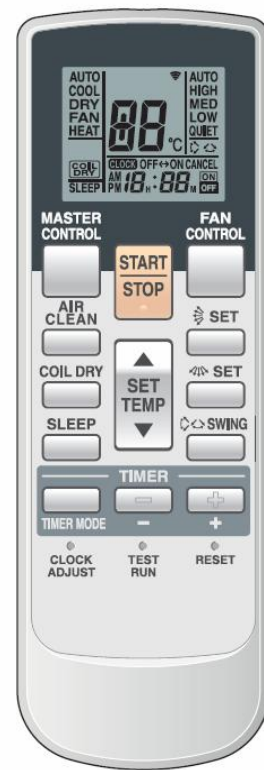 AUTO AUTO
COOL HIGH
DRY MED
FAN 88 LOW
HEAT °C QUIET
COIL DRY CLOCK OFF↔ON CANCEL
SLEEP AM PM 18 H : 88 M ON OFF
MASTER CONTROL
FAN CONTROL
START
STOP
AIR CLEAN
SET
COIL DRY
SET TEMP
SET
SLEEP
SWING
TIMER
TIMER MODE
−
+
CLOCK ADJUST
TEST RUN
RESET